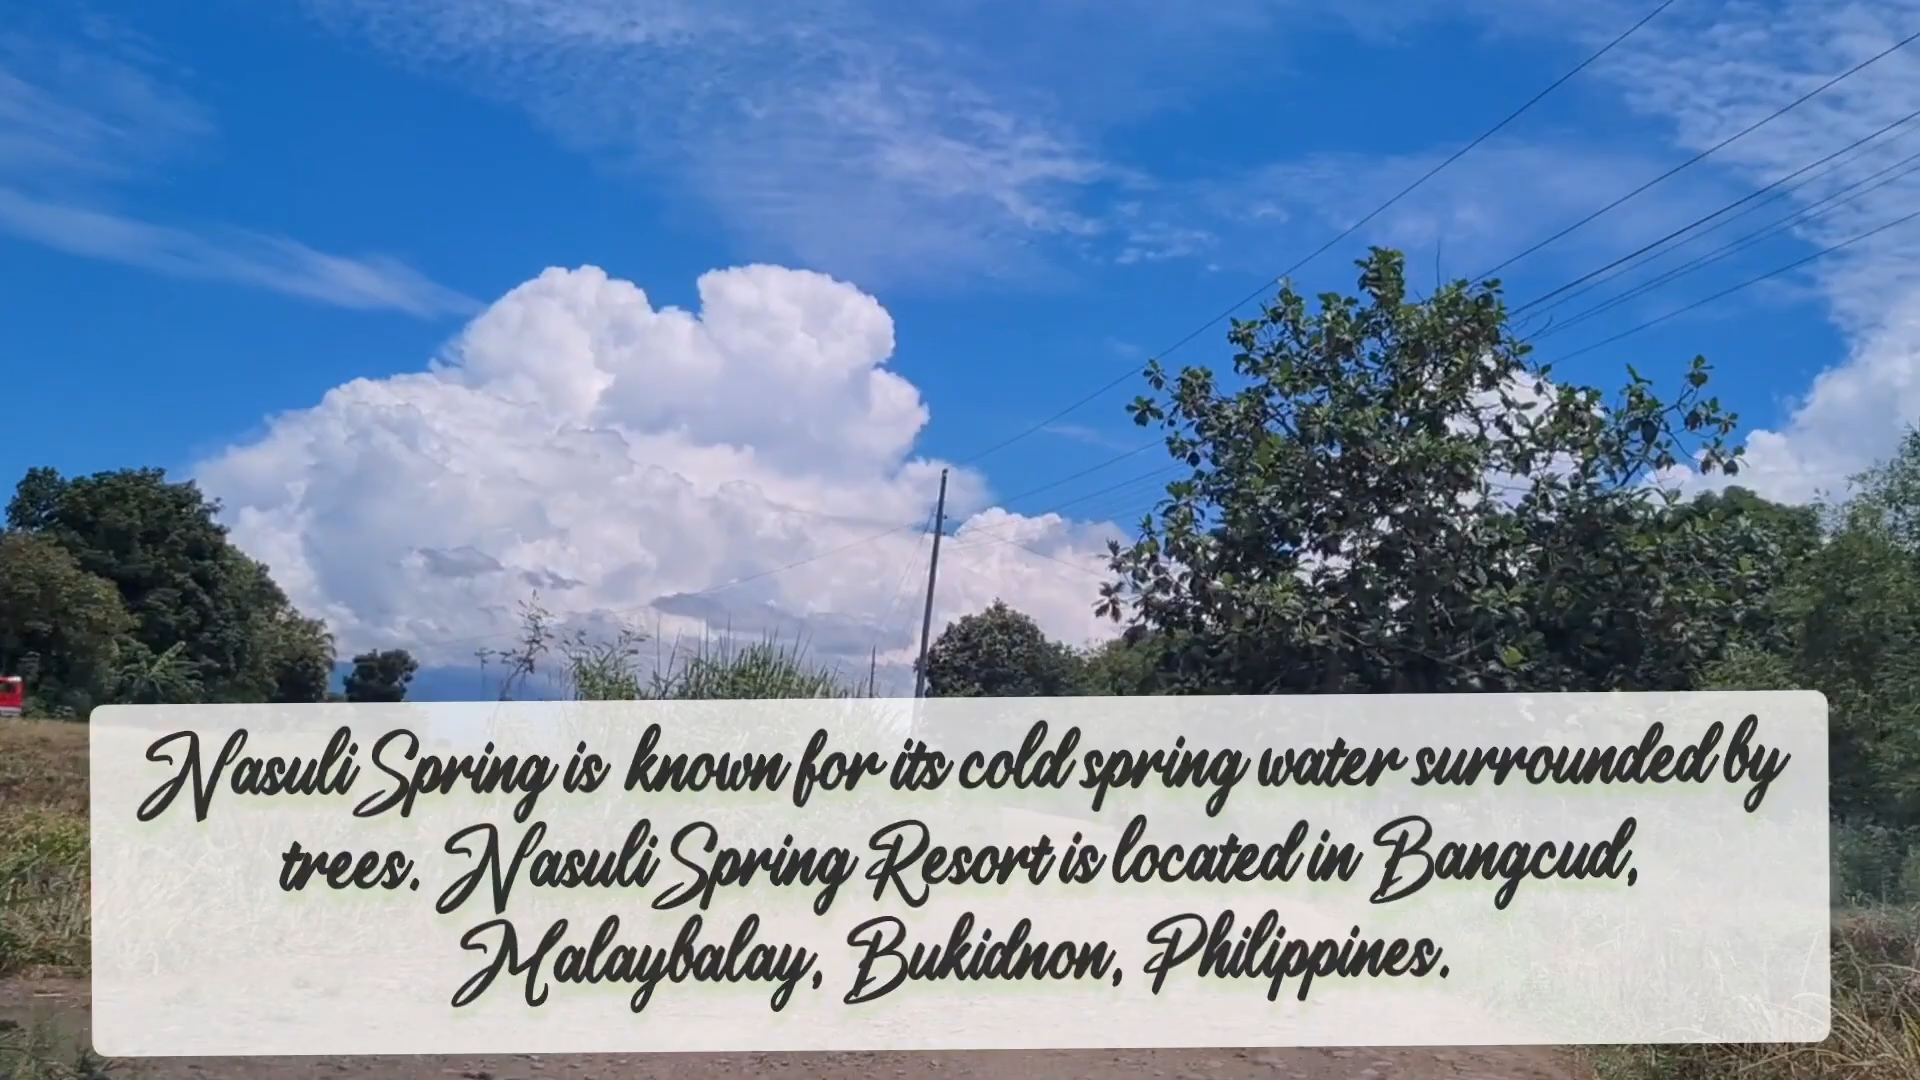 Nasuli Spring is known for its cold spring water surrounded by
trees. Nasuli Spring Resort is located in Bangcud,
Malaybalay, Bukidnon, Philippines.